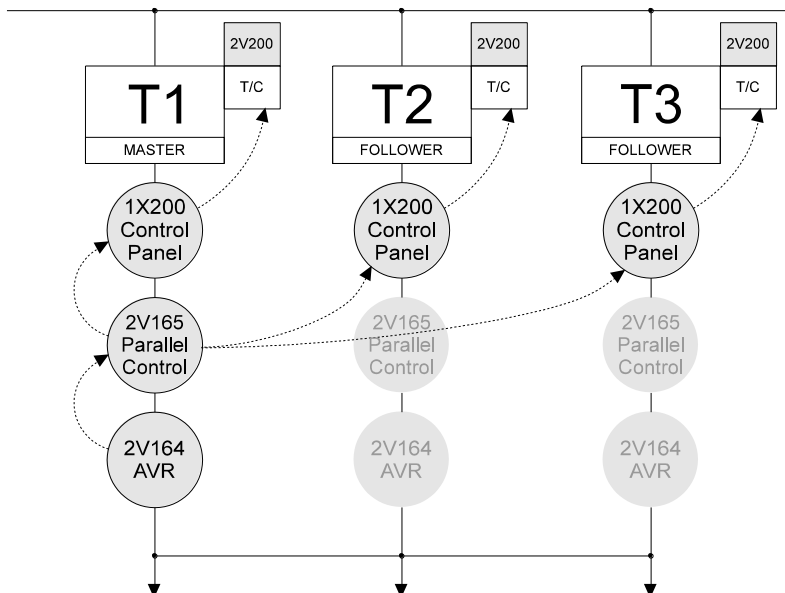 2V200
2V200
2V200
T1
T/C
T2
T/C
T3
T/C
MASTER
FOLLOWER
FOLLOWER
1X200
Control
Panel
1X200
Control
Panel
1X200
Control
Panel
2V165
Parallel
Control
2V165
Parallel
Control
2V165
Parallel
Control
2V164
AVR
2V164
AVR
2V164
AVR